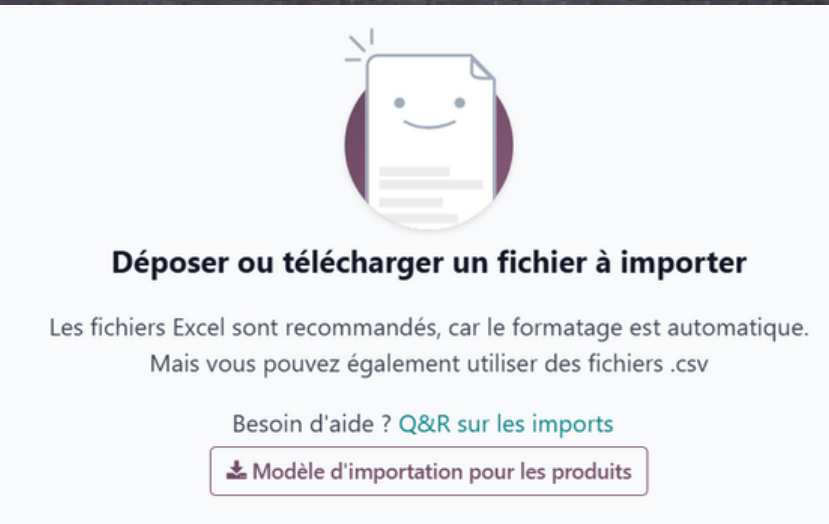 Déposer ou télécharger un fichier à importer
Les fichiers Excel sont recommandés, car le formatage est automatique.
Mais vous pouvez également utiliser des fichiers .csv
Besoin d'aide ? Q&R sur les imports
Modèle d'importation pour les produits